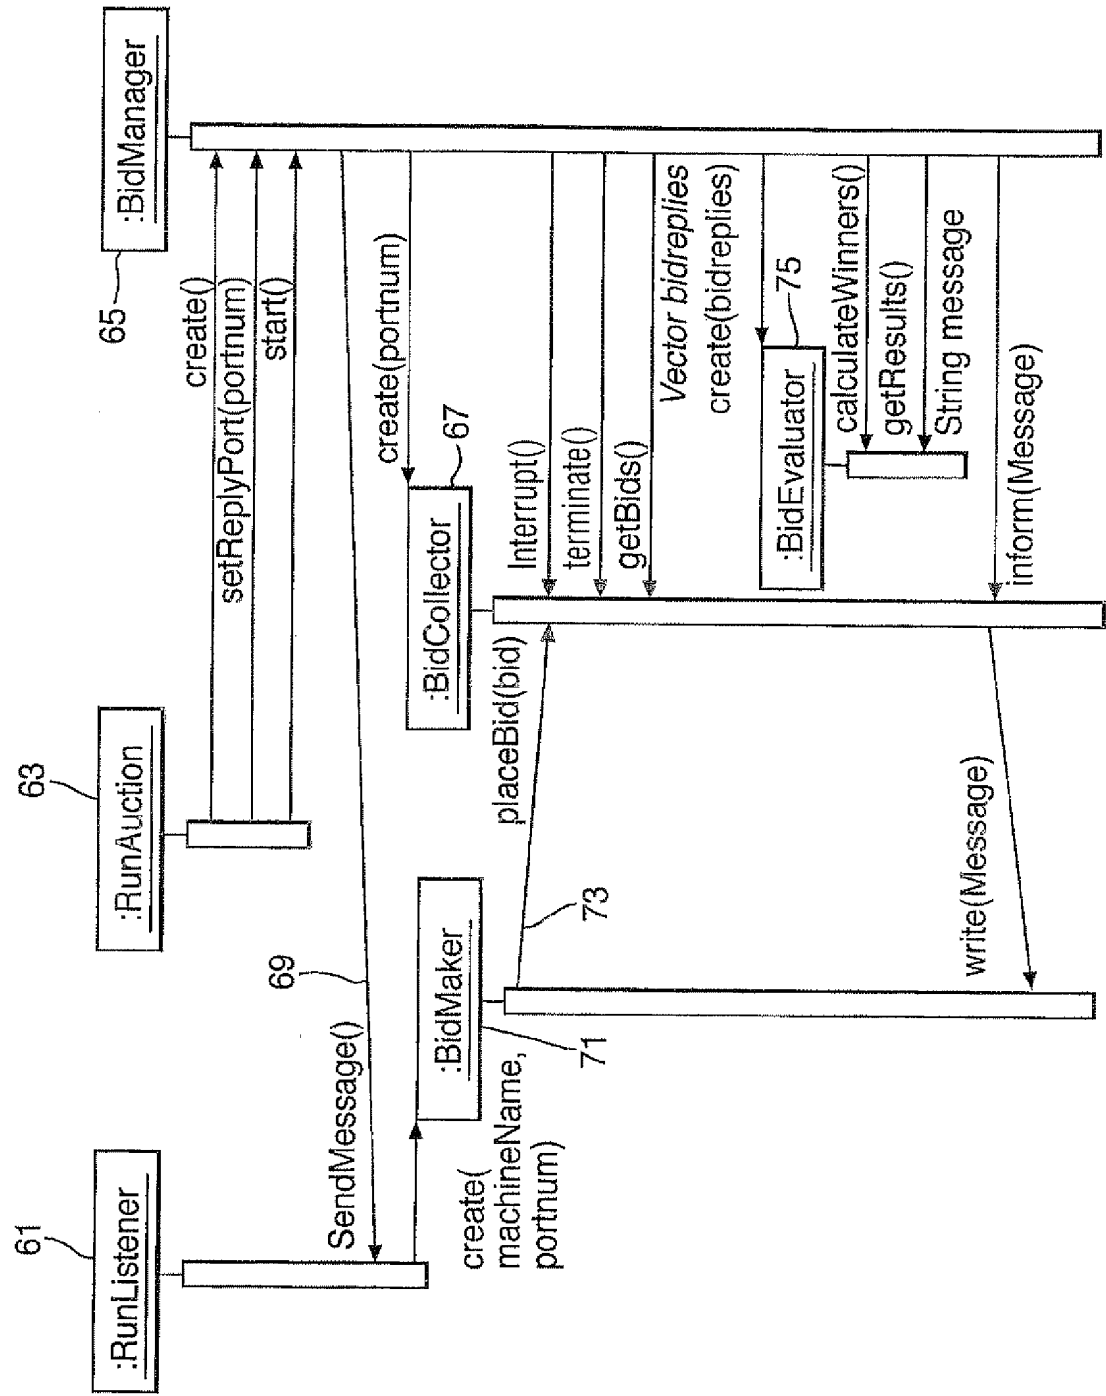 61
:RunListener
63
:RunAuction
65
:BidManager
create()
setReplyPort(portnum)
start()
69
SendMessage()
create(portnum)
67
:BidCollector
:BidMaker
71
create(
machineName,
portnum)
73
placeBid(bid)
Interrupt()
terminate()
getBids()
Vector bidreplies
create(bidreplies)
75
:BidEvaluator
calculateWinners()
getResults()
String message
inform(Message)
write(Message)